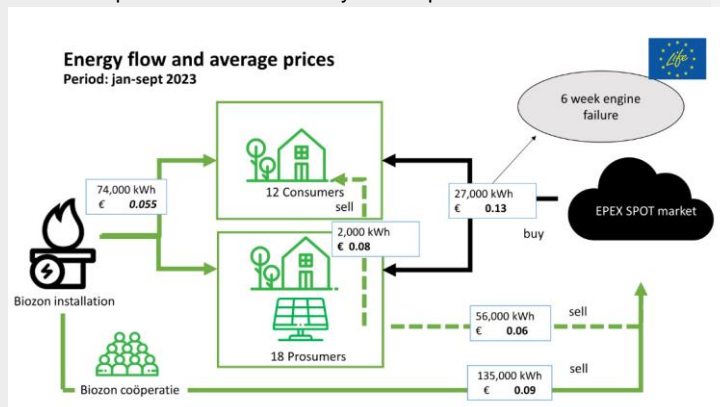 Energy flow and average prices
Period: jan-sept 2023
Life
6 week engine
failure
74,000 kWh
€ 0.055
12 Consumers
sell
27,000 kWh
€ 0.13
buy
EPEX SPOT market
2,000 kWh
€ 0.08
Biozon installation
18 Prosumers
56,000 kWh
€ 0.06
sell
Biozon coöperatie
135,000 kWh
€ 0.09
sell